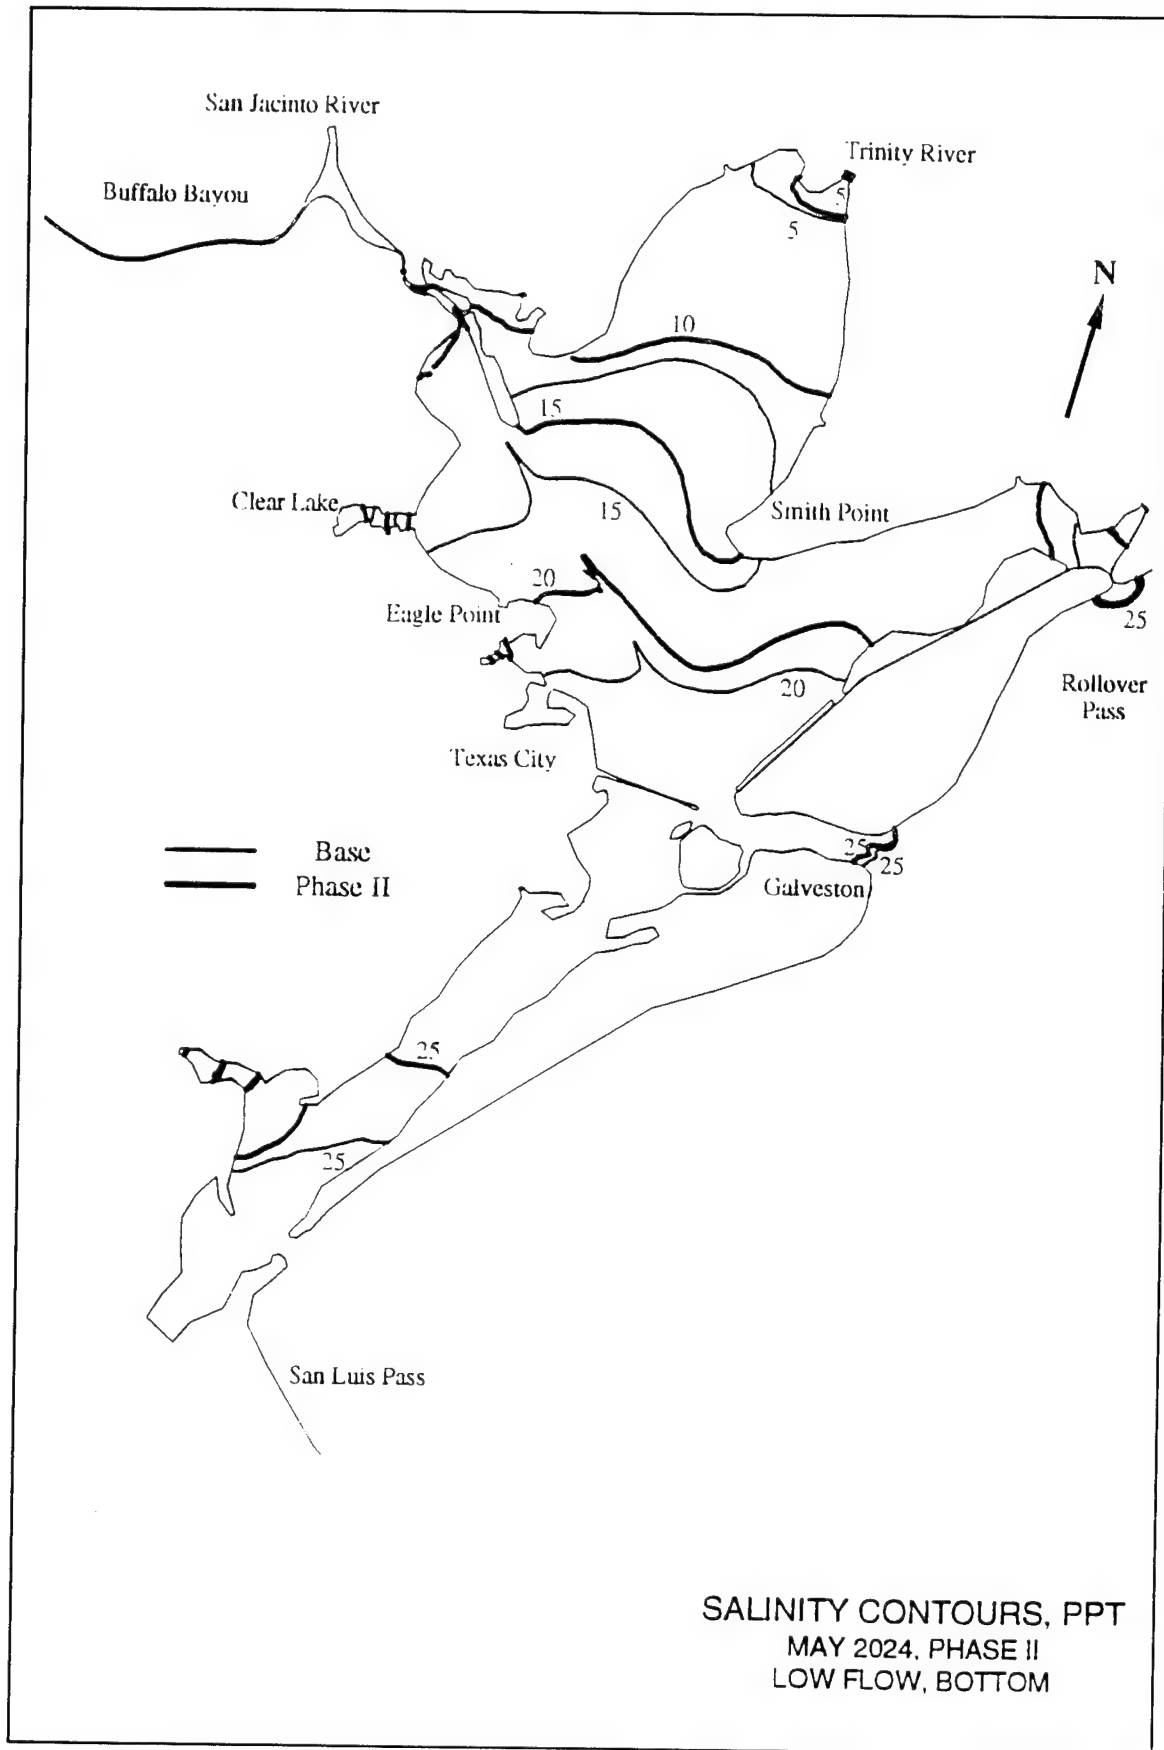 San Jacinto River
Trinity River
Buffalo Bayou
5
5
N
10
15
Clear Lake
15
Smith Point
20
Eagle Point
25
20
Rollover
Pass
Texas City
Base
25
25
Phase II
Galveston
25
25
San Luis Pass
SALINITY CONTOURS, PPT
MAY 2024, PHASE II
LOW FLOW, BOTTOM